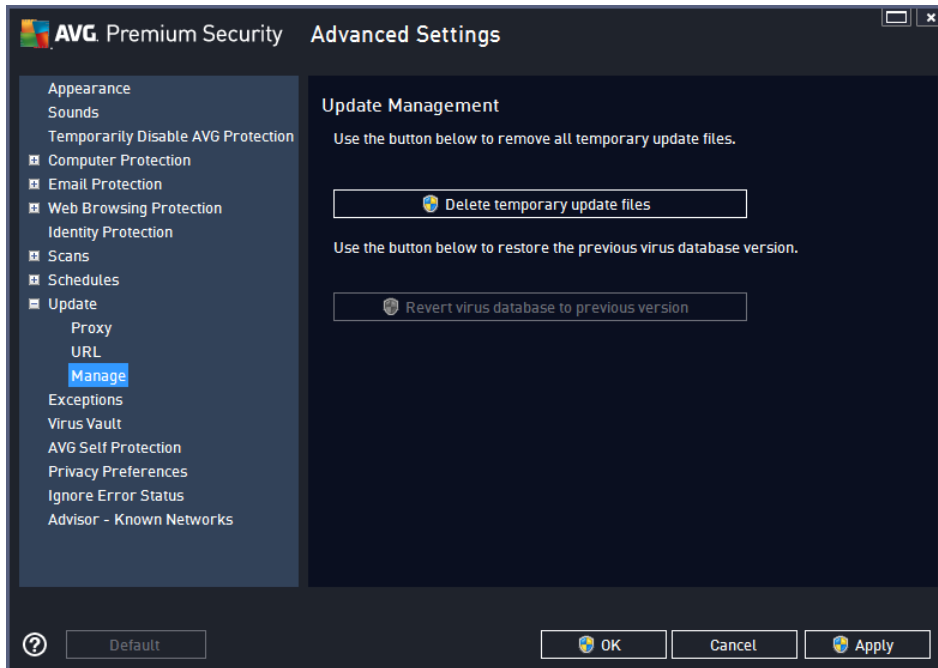 AVG. Premium Security
Advanced Settings
Appearance
Sounds
Temporarily Disable AVG Protection
Computer Protection
Email Protection
Web Browsing Protection
Identity Protection
Scans
Schedules
Update
Proxy
URL
Manage
Exceptions
Virus Vault
AVG Self Protection
Privacy Preferences
Ignore Error Status
Advisor - Known Networks
Update Management
Use the button below to remove all temporary update files.
Delete temporary update files
Use the button below to restore the previous virus database version.
Revert virus database to previous version
?
Default
OK
Cancel
Apply